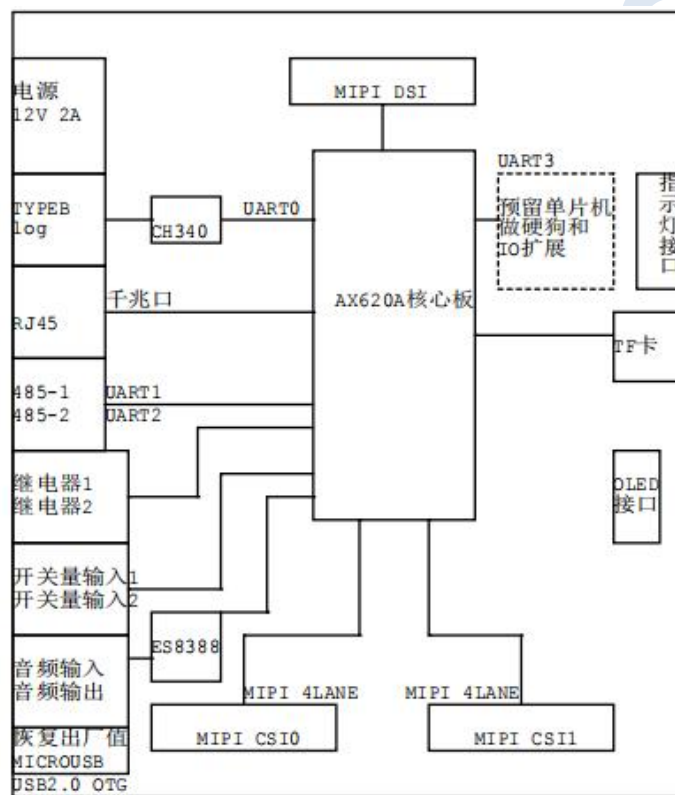 电源
12V 2A
MIPI DSI
UART3
TYPEB
log
CH340
UART0
预留单片机
做硬狗和
IO扩展
指
示
灯
接
口
RJ45
千兆口
AX620A核心板
TF卡
485-1
485-2
UART1
UART2
继电器1
继电器2
OLED
接口
开关量输入1
开关量输入2
ES8388
音频输入
音频输出
MIPI 4LANE
MIPI 4LANE
恢复出厂值
MICROUSB
USB2.0 OTG
MIPI CSI0
MIPI CSI1